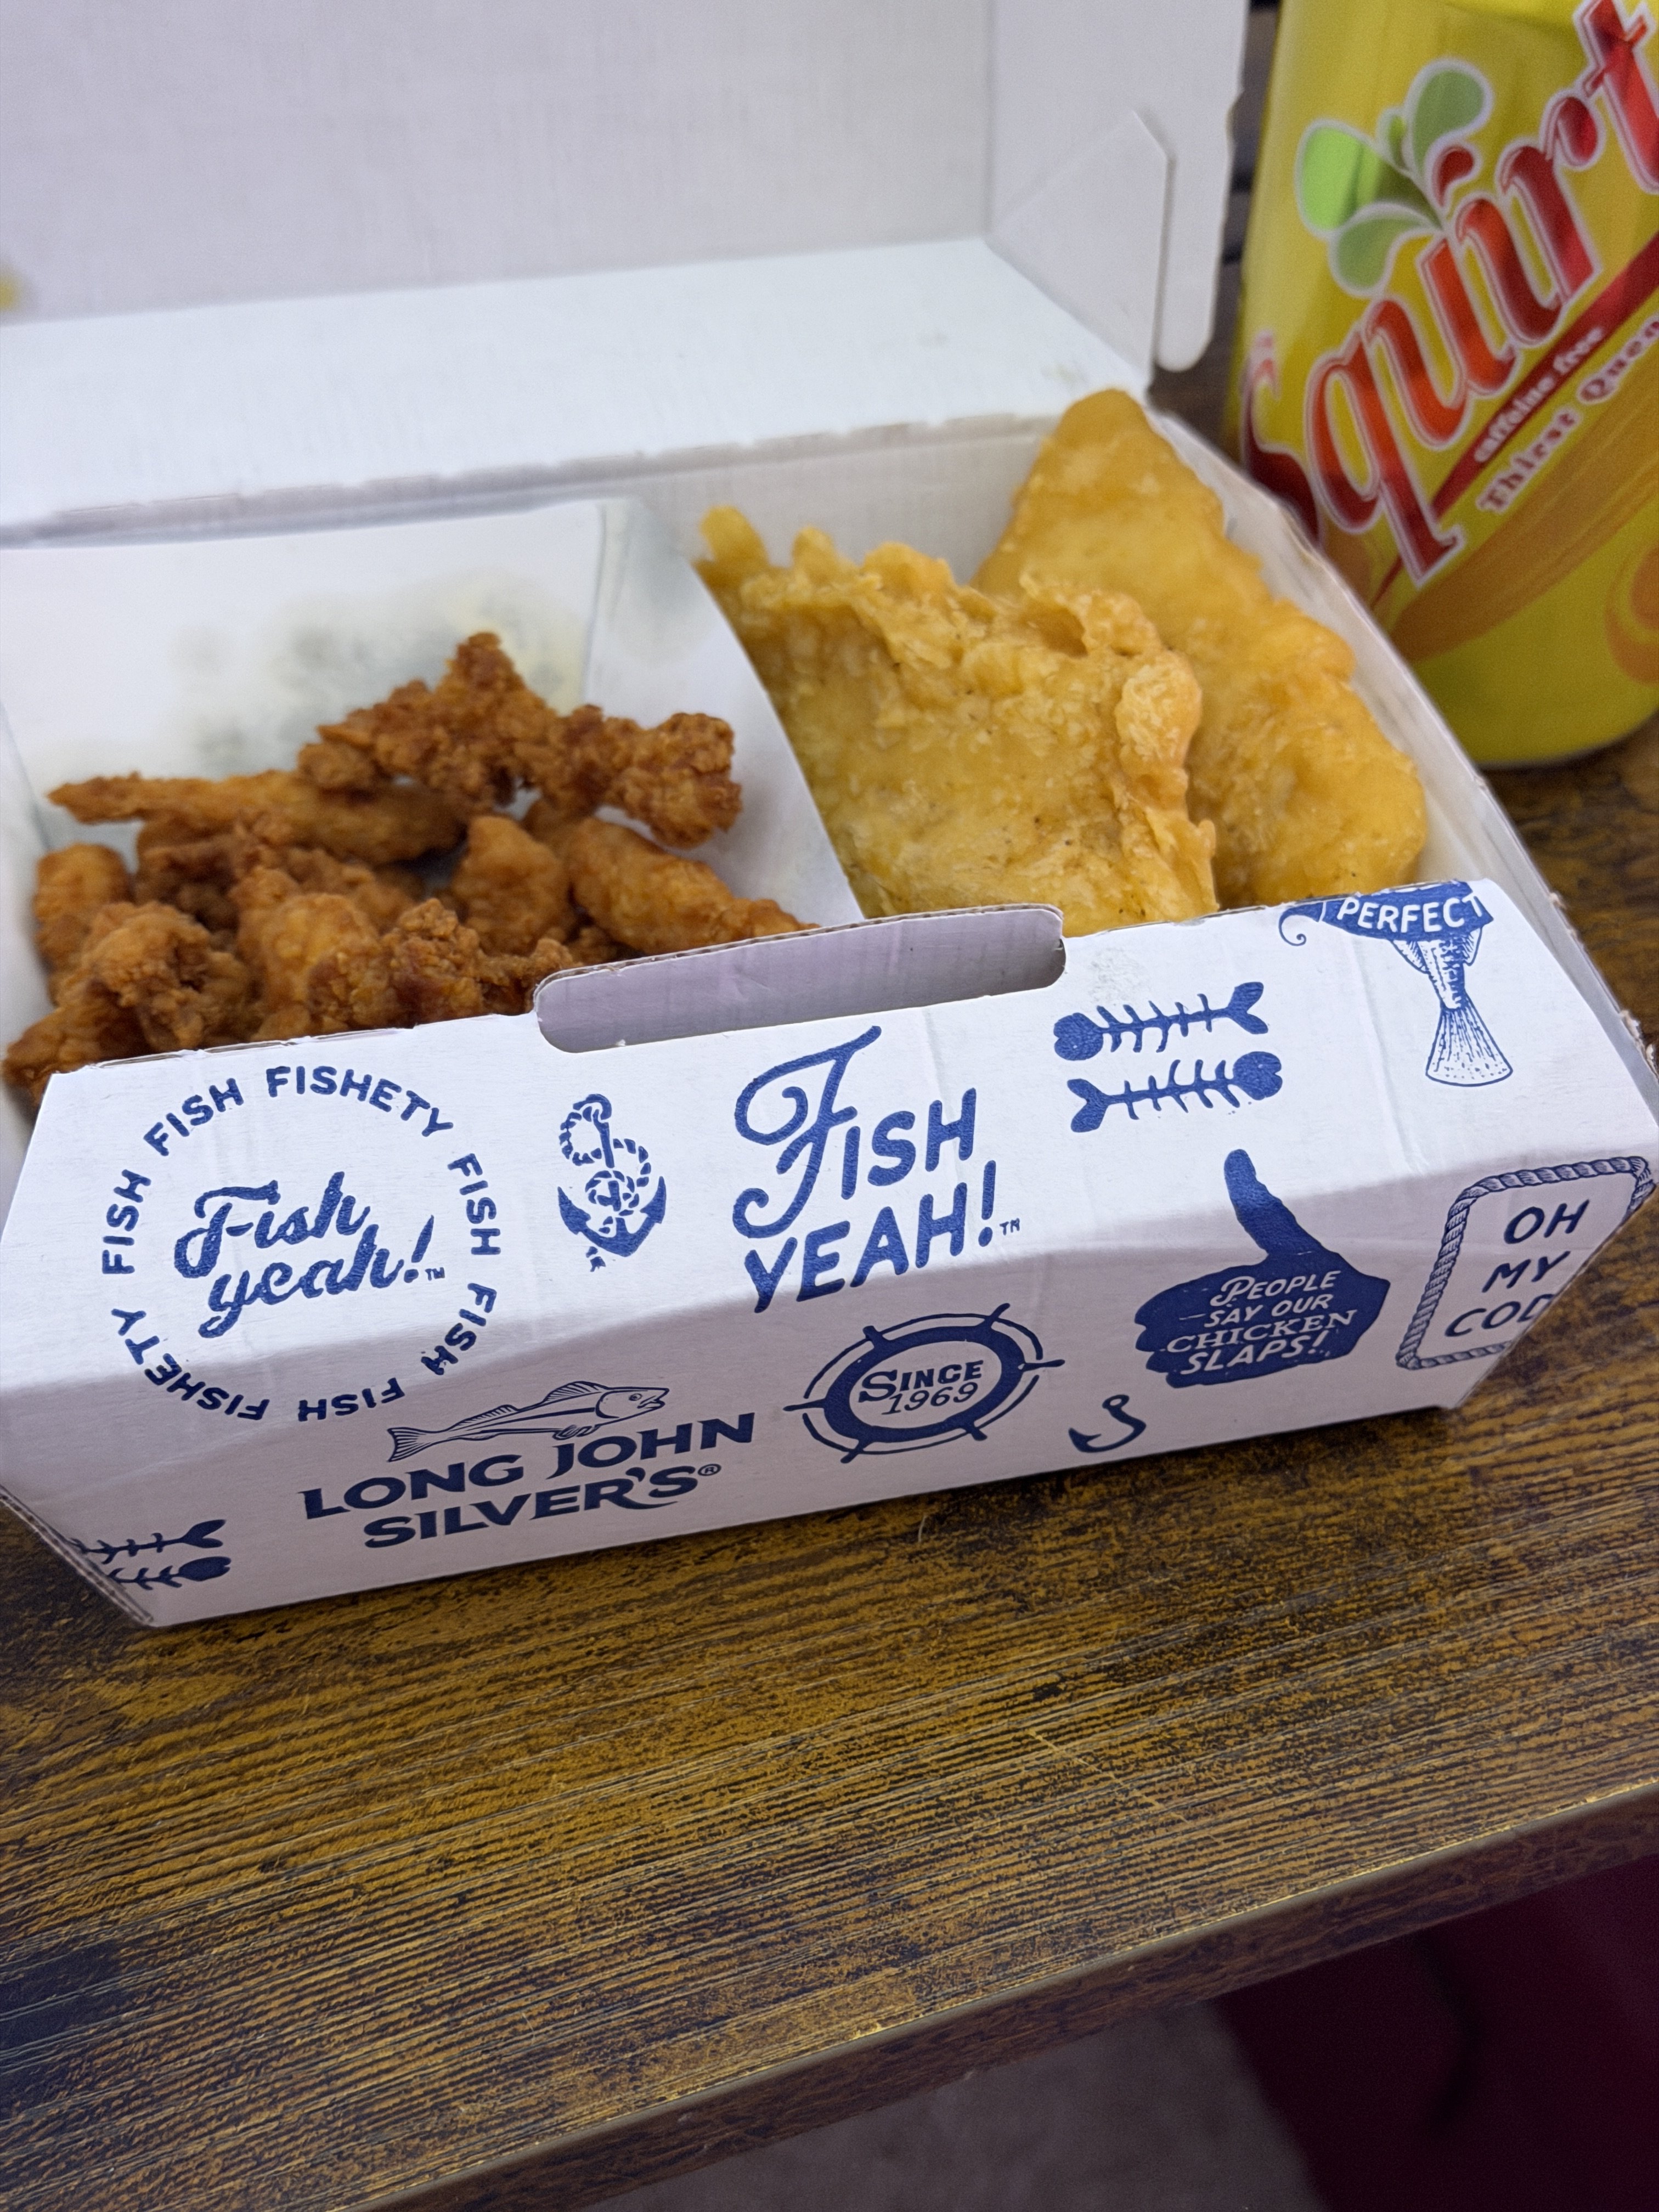 Squirt
caffeine free
Thirst Quen
PERFECT
FISH FISHETY FISH FISH FISH FISH FISHETY FISH
Fish
yeah!™
FISH
YEAH!™
PEOPLE
SAY OUR
CHICKEN
SLAPS!
OH
MY
COD
SINCE
1969
LONG JOHN
SILVER'S®